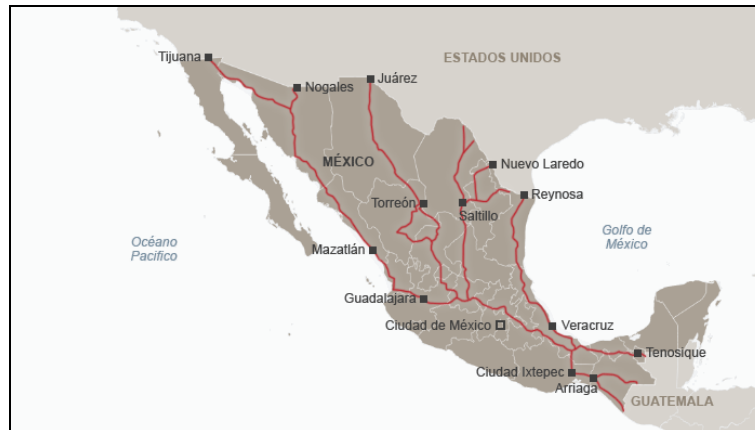 Tijuana
ESTADOS UNIDOS
Juárez
Nogales
MÉXICO
Nuevo Laredo
Reynosa
Torreón
Saltillo
Océano
Pacifico
Golfo de
México
Mazatlán
Guadalajara
Ciudad de México
Veracruz
Tenosique
Ciudad Ixtepec
Arriaga
GUATEMALA